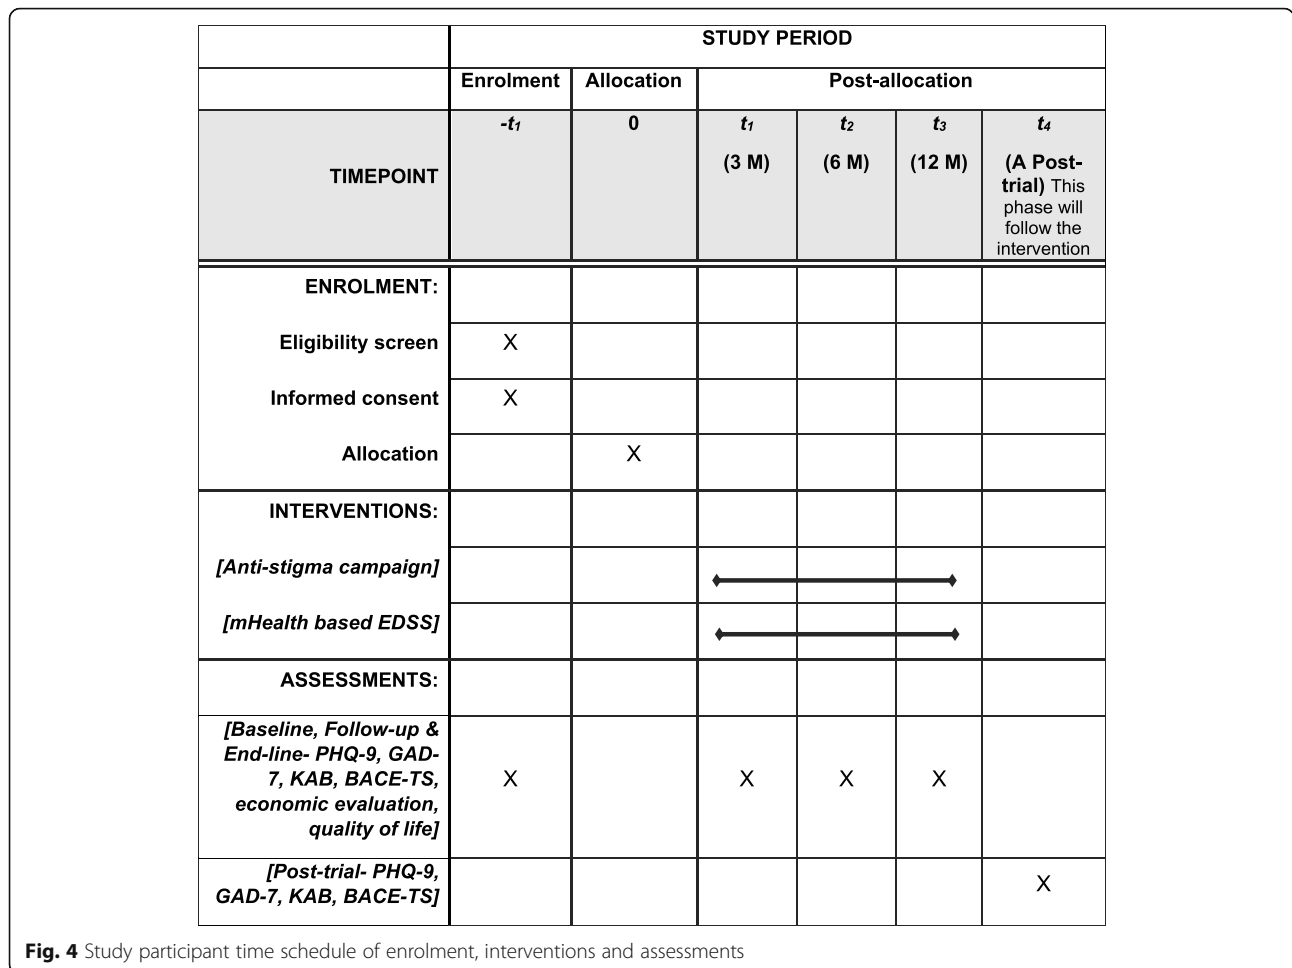 STUDY PERIOD
Enrolment Allocation Post-allocation
TIMEPOINT
-t1
0
t1
(3 M)
t2
(6 M)
t3
(12 M)
t4
(A Post-
trial) This
phase will
follow the
intervention
ENROLMENT:
Eligibility screen X
Informed consent X
Allocation X
INTERVENTIONS:
[Anti-stigma campaign]
[mHealth based EDSS]
ASSESSMENTS:
[Baseline, Follow-up &
End-line- PHQ-9, GAD-
7, KAB, BACE-TS,
economic evaluation,
quality of life]
X X X X
[Post-trial- PHQ-9,
GAD-7, KAB, BACE-TS]
X
Fig. 4 Study participant time schedule of enrolment, interventions and assessments